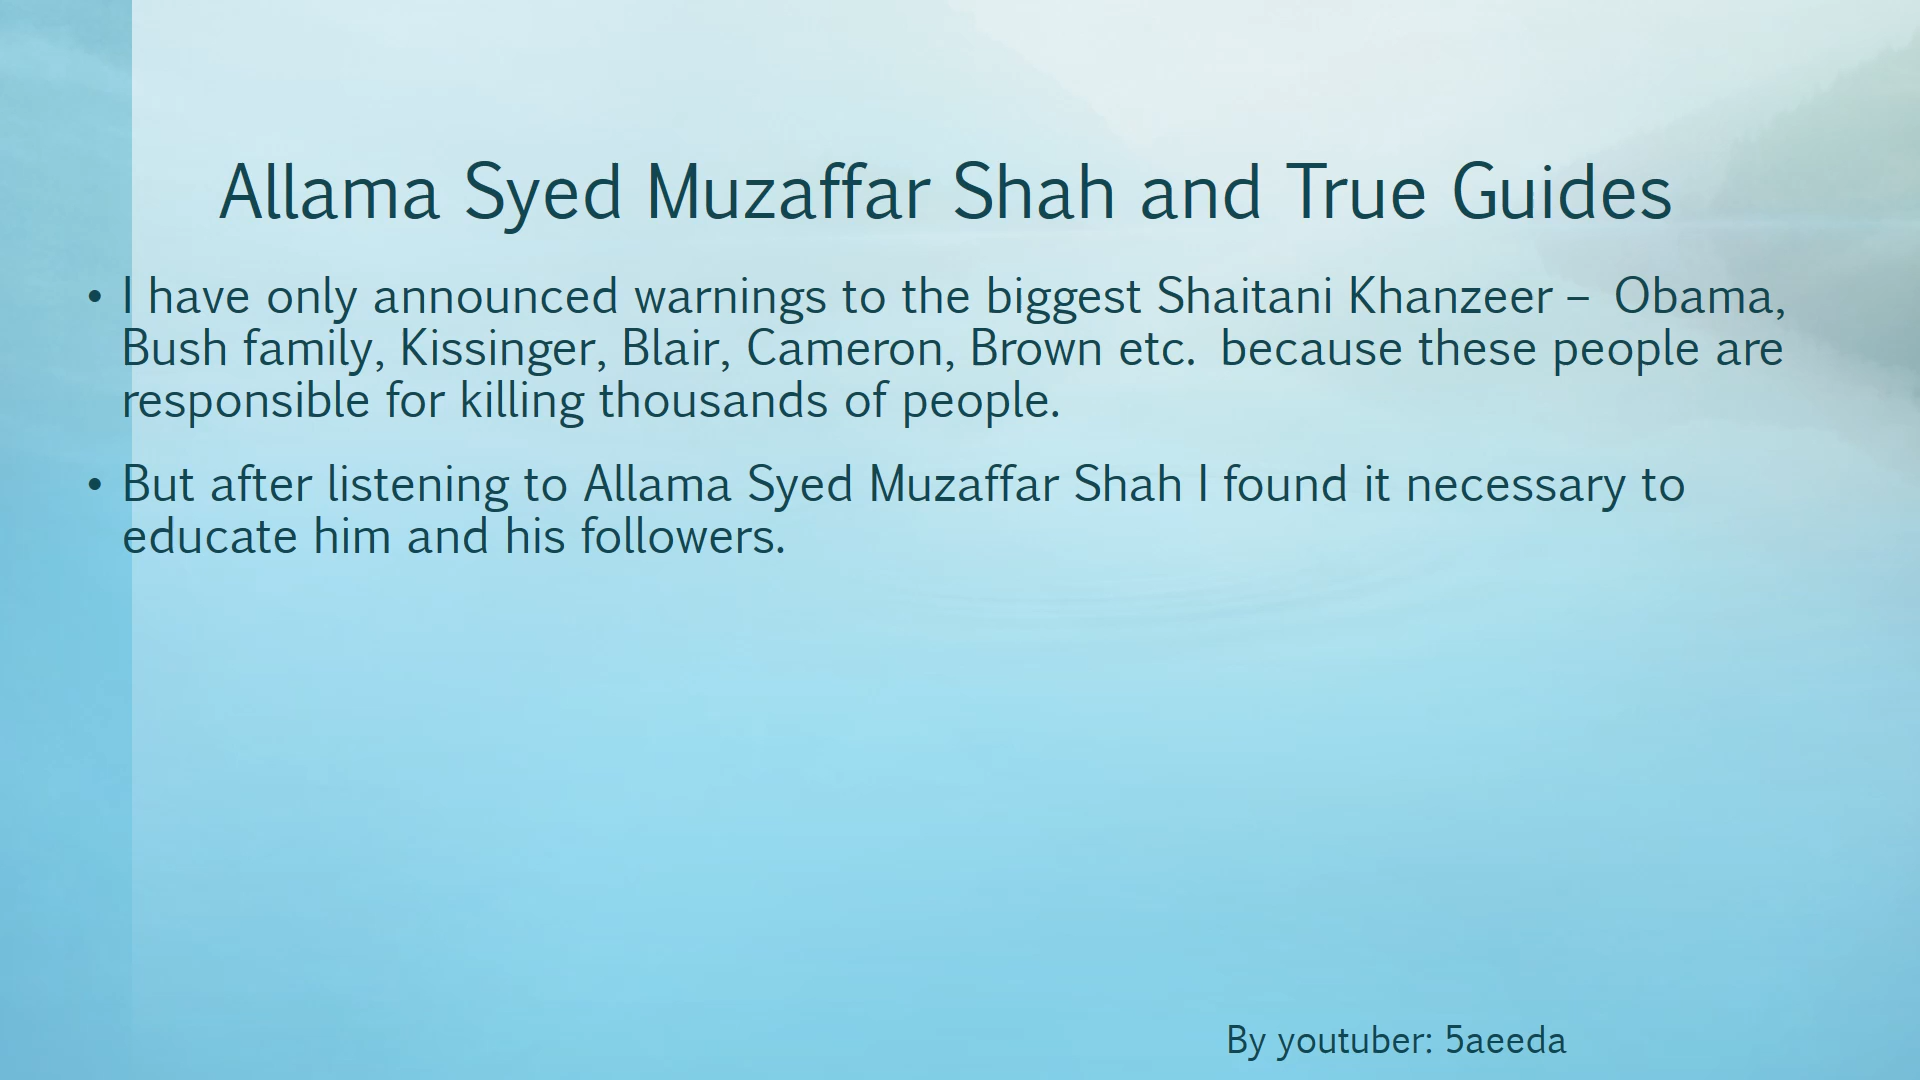 Allama Syed Muzaffar Shah and True Guides
• I have only announced warnings to the biggest Shaitani Khanzeer –  Obama,
Bush family, Kissinger, Blair, Cameron, Brown etc.  because these people are
responsible for killing thousands of people.
• But after listening to Allama Syed Muzaffar Shah I found it necessary to
educate him and his followers.
By youtuber: 5aeeda